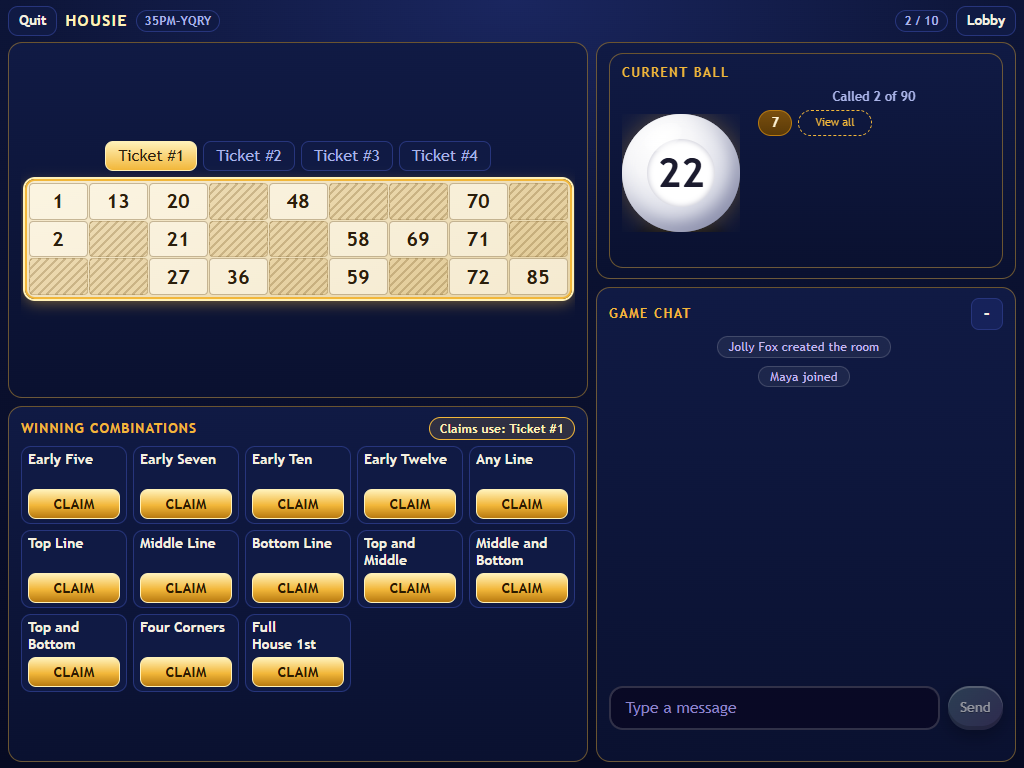 Quit HOUSIE 35PM-YQRY 2 / 10 Lobby
Ticket #1 Ticket #2 Ticket #3 Ticket #4
1 13 20 48 70
2 21 58 69 71
27 36 59 72 85
CURRENT BALL
Called 2 of 90
22
7 View all
WINNING COMBINATIONS Claims use: Ticket #1
Early Five Early Seven Early Ten Early Twelve Any Line
CLAIM CLAIM CLAIM CLAIM CLAIM
Top Line Middle Line Bottom Line Top and Middle Middle and Bottom
CLAIM CLAIM CLAIM CLAIM CLAIM
Top and Bottom Four Corners Full House 1st
CLAIM CLAIM CLAIM
GAME CHAT -
Jolly Fox created the room
Maya joined
Type a message Send